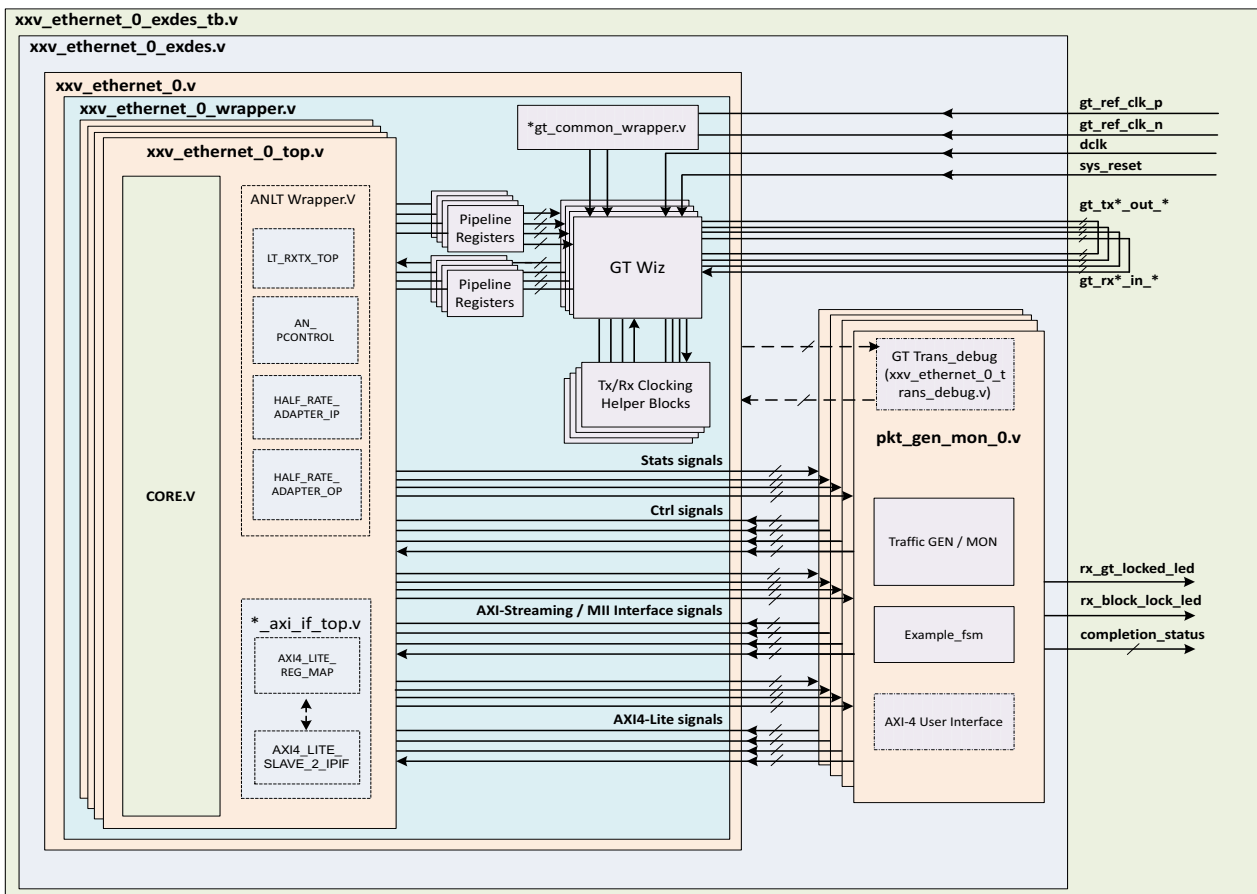 xxv_ethernet_0_exdes_tb.v
xxv_ethernet_0_exdes.v
xxv_ethernet_0.v
xxv_ethernet_0_wrapper.v
xxv_ethernet_0_top.v
CORE.V
ANLT Wrapper.V
LT_RXTX_TOP
AN_
PCONTROL
HALF_RATE_
ADAPTER_IP
HALF_RATE_
ADAPTER_OP
*_axi_if_top.v
AXI4_LITE_
REG_MAP
AXI4_LITE_
SLAVE_2_IPIF
*gt_common_wrapper.v
Pipeline
Registers
Pipeline
Registers
GT Wiz
Tx/Rx Clocking
Helper Blocks
Stats signals
Ctrl signals
AXI-Streaming / MII Interface signals
AXI4-Lite signals
gt_ref_clk_p
gt_ref_clk_n
dclk
sys_reset
gt_tx*_out_*
gt_rx*_in_*
GT Trans_debug
(xxv_ethernet_0_t
rans_debug.v)
pkt_gen_mon_0.v
Traffic GEN / MON
Example_fsm
AXI-4 User Interface
rx_gt_locked_led
rx_block_lock_led
completion_status